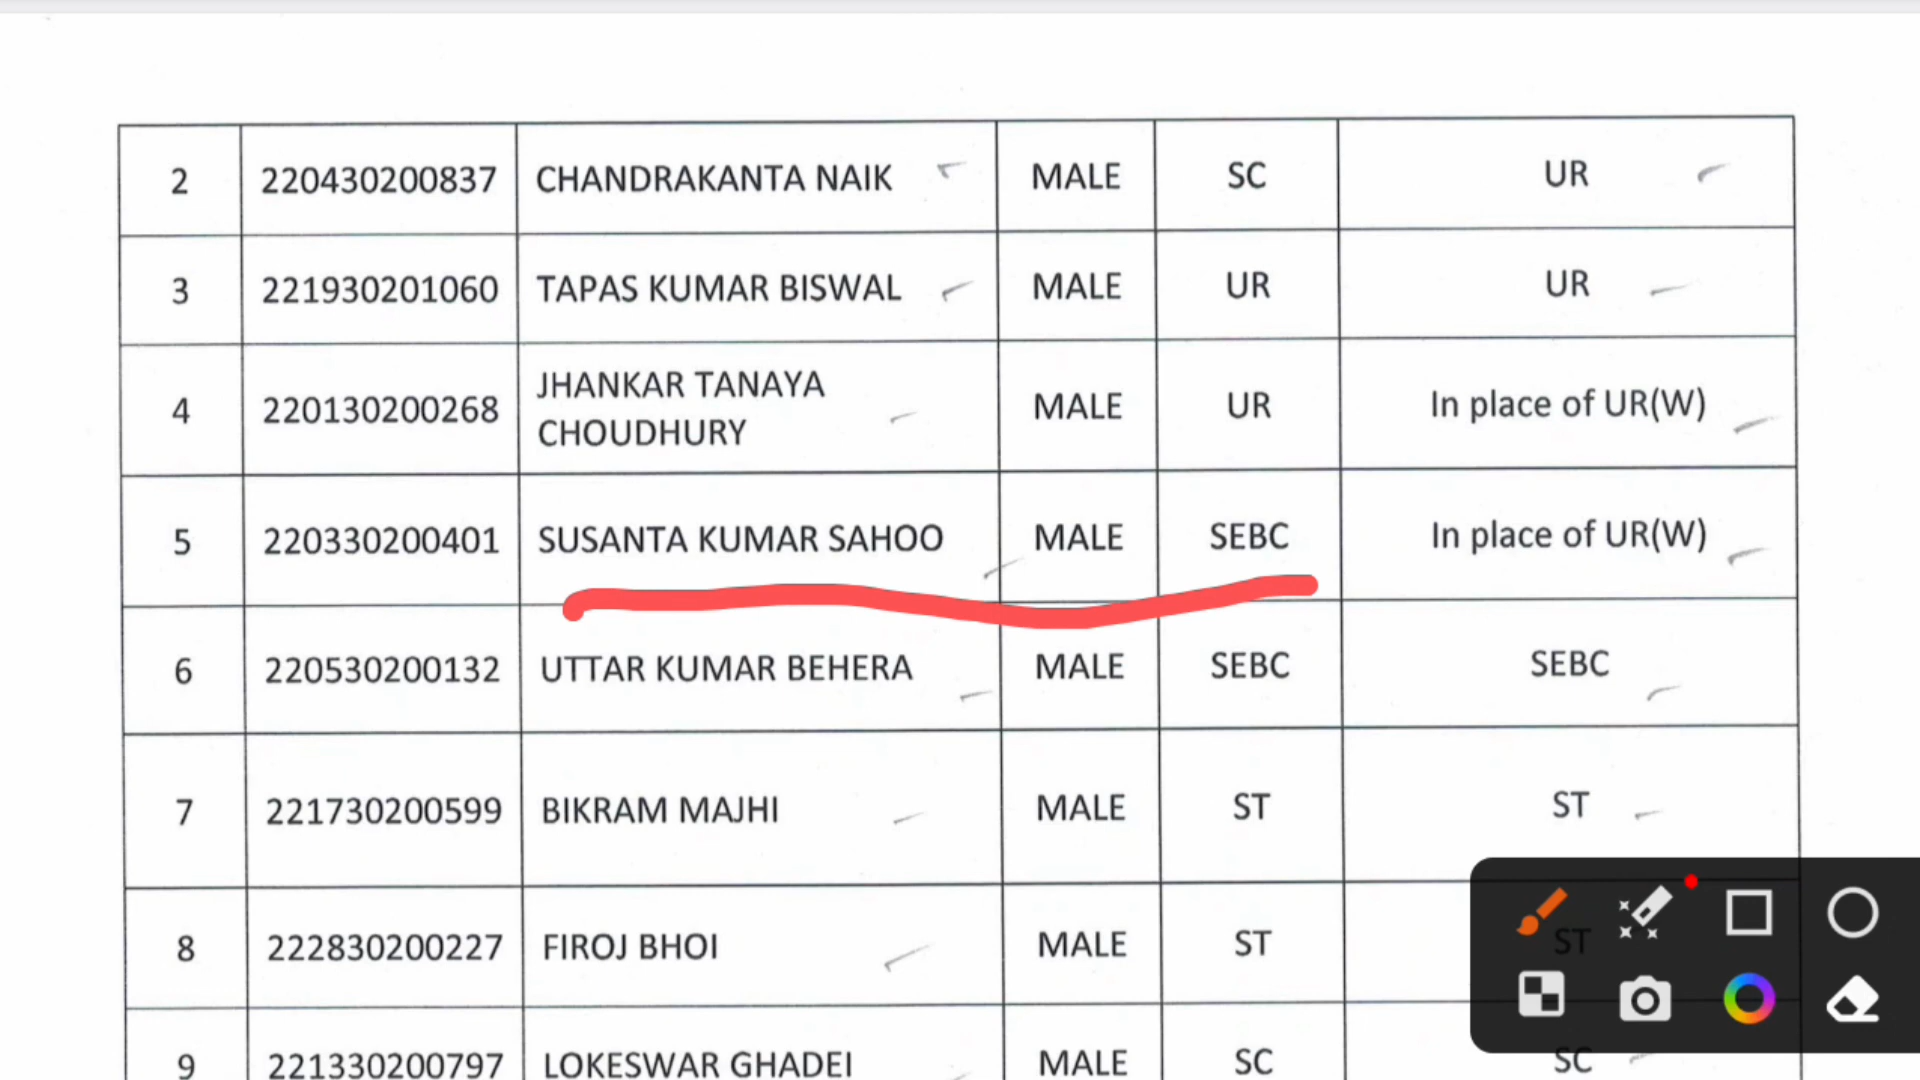 2 220430200837 CHANDRAKANTA NAIK MALE SC UR
3 221930201060 TAPAS KUMAR BISWAL MALE UR UR
4 220130200268 JHANKAR TANAYA CHOUDHURY MALE UR In place of UR(W)
5 220330200401 SUSANTA KUMAR SAHOO MALE SEBC In place of UR(W)
6 220530200132 UTTAR KUMAR BEHERA MALE SEBC SEBC
7 221730200599 BIKRAM MAJHI MALE ST ST
8 222830200227 FIROJ BHOI MALE ST ST
9 221330200797 LOKESWAR GHADEI MALE SC SC